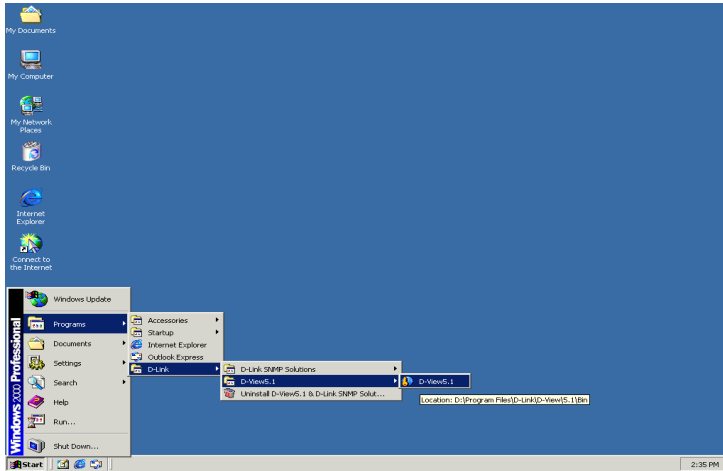 My Documents
My Computer
My Network
Places
Recycle Bin
Internet
Explorer
Connect to
the Internet
Windows 2000 Professional
Windows Update
Programs
Documents
Settings
Search
Help
Run...
Shut Down...
Accessories
Startup
Internet Explorer
Outlook Express
D-Link
D-Link SNMP Solutions
D-View5.1
Uninstall D-View5.1 & D-Link SNMP Solut...
D-View5.1
Location: D:\Program Files\D-Link\D-View\5.1\Bin
Start
2:35 PM